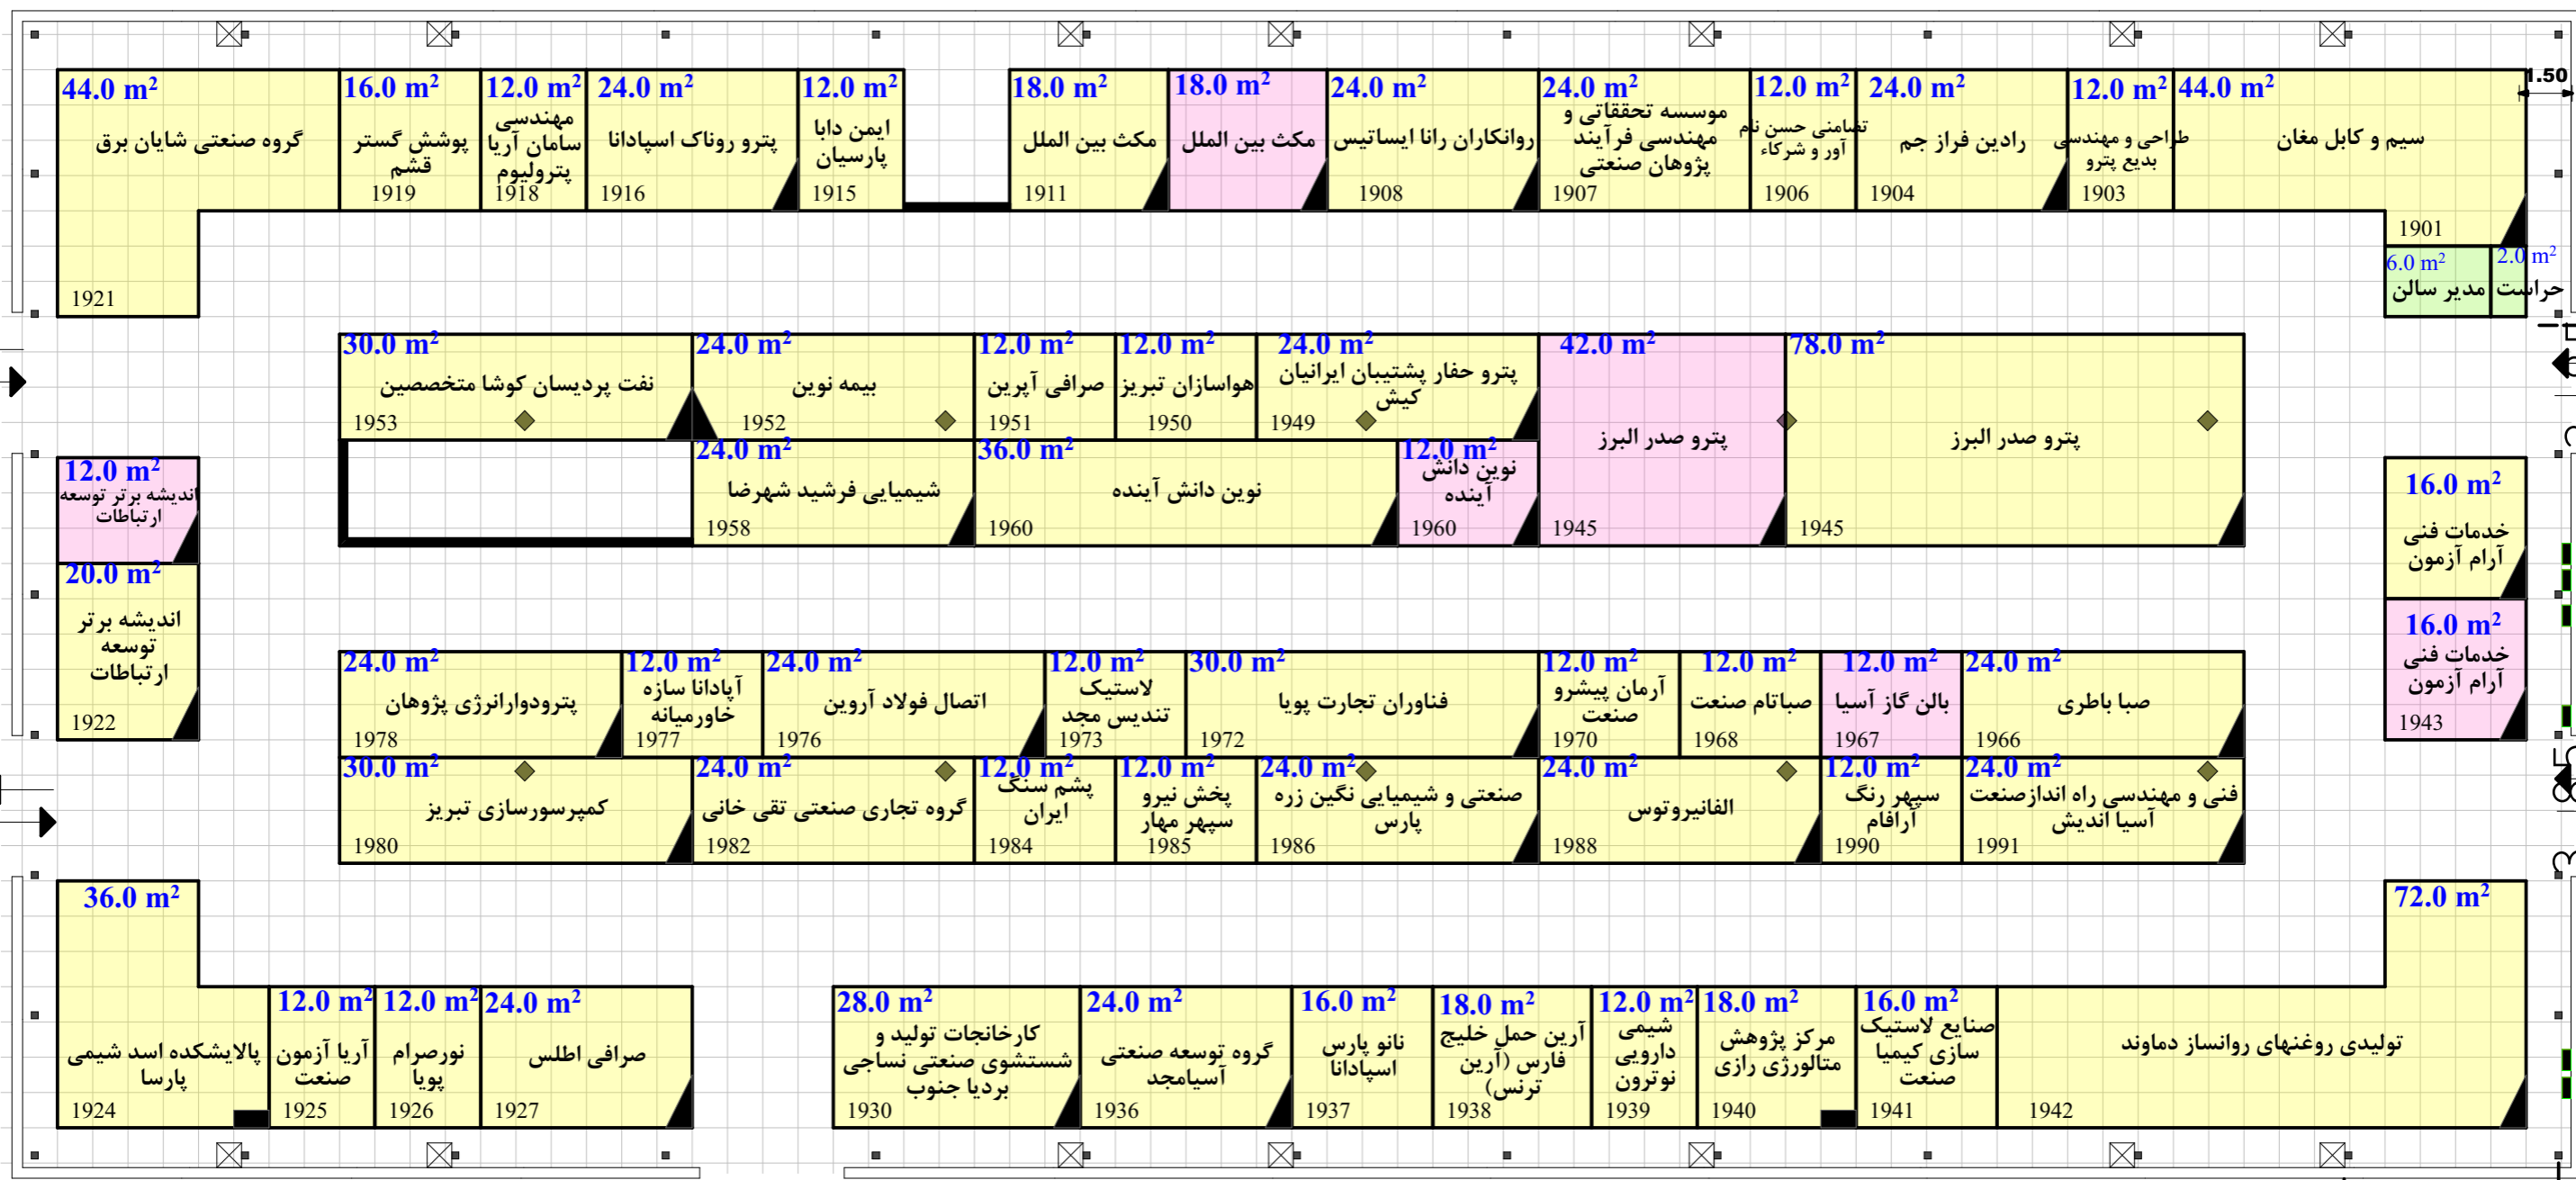 44.0 m²
گروه صنعتی شایان برق
1921
16.0 m²
پوشش گستر
قشم
1919
12.0 m²
مهندسی
سامان آریا
پترولیوم
1918
24.0 m²
پترو روناک اسپادانا
1916
12.0 m²
ایمن دابا
پارسیان
1915
18.0 m²
مکث بین الملل
1911
18.0 m²
مکث بین الملل
24.0 m²
روانکاران رانا ایساتیس
1908
24.0 m²
موسسه تحققاتی و
مهندسی فرآیند
پژوهان صنعتی
1907
12.0 m²
تضامنی حسن نام
آور و شرکاء
1906
24.0 m²
رادین فراز جم
1904
12.0 m²
طراحی و مهندسی
بدیع پترو
1903
44.0 m²
سیم و کابل مغان
1901
1.50
6.0 m²
مدیر سالن
2.0 m²
حراست
30.0 m²
نفت پردیسان کوشا متخصصین
1953
24.0 m²
بیمه نوین
1952
12.0 m²
صرافی آپرین
1951
12.0 m²
هواسازان تبریز
1950
24.0 m²
پترو حفار پشتیبان ایرانیان
کیش
1949
42.0 m²
پترو صدر البرز
1945
78.0 m²
پترو صدر البرز
1945
24.0 m²
شیمیایی فرشید شهرضا
1958
36.0 m²
نوین دانش آینده
1960
12.0 m²
نوین دانش
آینده
1960
12.0 m²
اندیشه برتر توسعه
ارتباطات
20.0 m²
اندیشه برتر
توسعه
ارتباطات
1922
16.0 m²
خدمات فنی
آرام آزمون
16.0 m²
خدمات فنی
آرام آزمون
1943
24.0 m²
پترودوارانرژی پژوهان
1978
12.0 m²
آپادانا سازه
خاورمیانه
1977
24.0 m²
اتصال فولاد آروین
1976
12.0 m²
لاستیک
تندیس مجد
1973
30.0 m²
فناوران تجارت پویا
1972
12.0 m²
آرمان پیشرو
صنعت
1970
12.0 m²
صباتام صنعت
1968
12.0 m²
بالن گاز آسیا
1967
24.0 m²
صبا باطری
1966
30.0 m²
کمپرسورسازی تبریز
1980
24.0 m²
گروه تجاری صنعتی تقی خانی
1982
12.0 m²
پشم سنگ
ایران
1984
12.0 m²
پخش نیرو
سپهر مهار
1985
24.0 m²
صنعتی و شیمیایی نگین زره
پارس
1986
24.0 m²
الفانیروتوس
1988
12.0 m²
سپهر رنگ
آرافام
1990
24.0 m²
فنی و مهندسی راه اندازصنعت
آسیا اندیش
1991
36.0 m²
پالایشکده اسد شیمی
پارسا
1924
12.0 m²
آریا آزمون
صنعت
1925
12.0 m²
نورصرام
پویا
1926
24.0 m²
صرافی اطلس
1927
28.0 m²
کارخانجات تولید و
شستشوی صنعتی نساجی
بردیا جنوب
1930
24.0 m²
گروه توسعه صنعتی
آسیامجد
1936
16.0 m²
نانو پارس
اسپادانا
1937
18.0 m²
آرین حمل خلیج
فارس (آرین
ترنس)
1938
12.0 m²
شیمی
دارویی
نوترون
1939
18.0 m²
مرکز پژوهش
متالورژی رازی
1940
16.0 m²
صنایع لاستیک
سازی کیمیا
صنعت
1941
72.0 m²
تولیدی روغنهای روانساز دماوند
1942